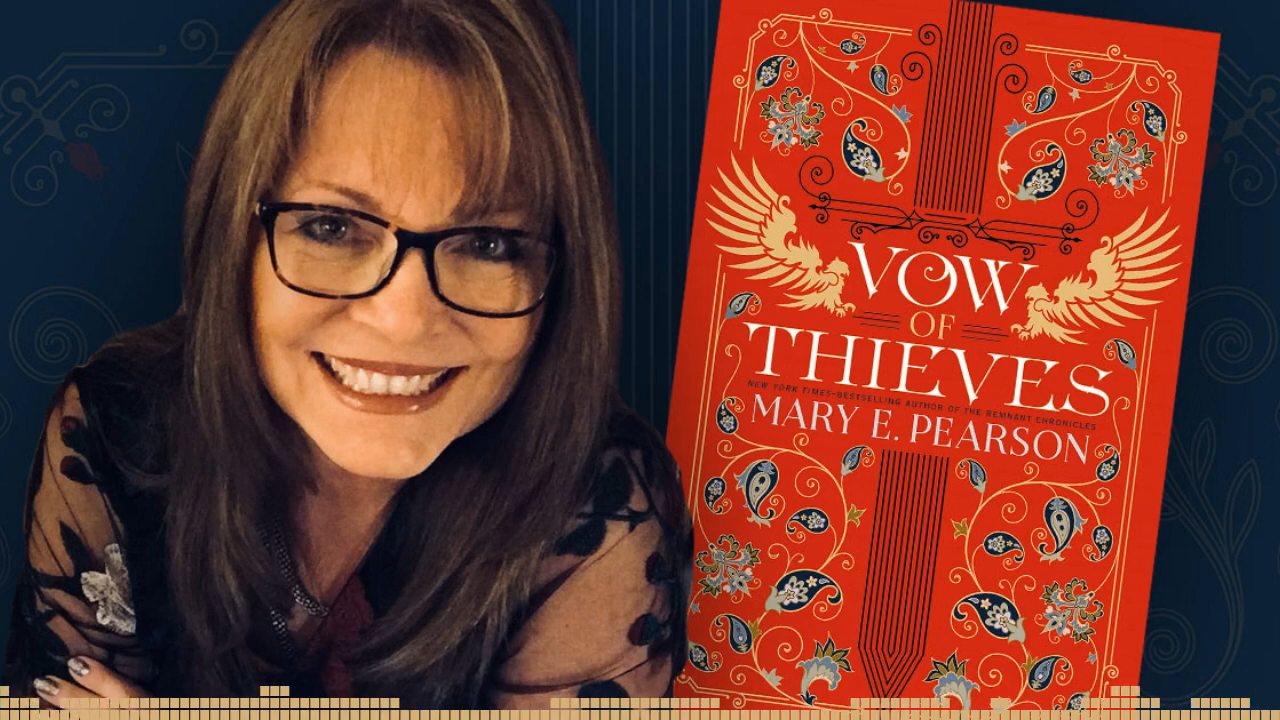 VOW
OF
THIEVES
NEW YORK TIMES–BESTSELLING AUTHOR OF THE REMNANT CHRONICLES
MARY E. PEARSON